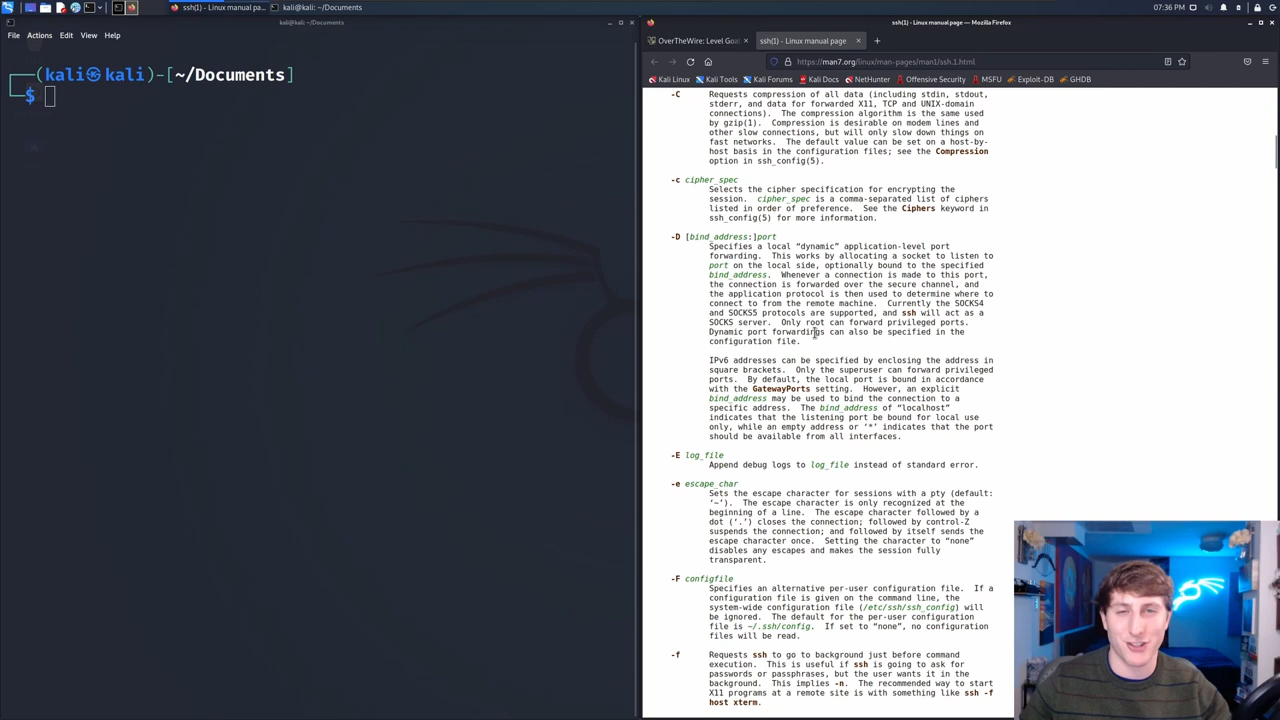 ssh(1) - Linux manual pa...
kali@kali: ~/Documents
07:36 PM
kali@kali: ~/Documents
File Actions Edit View Help
┌──(kali㉿kali)-[~/Documents]
└─$
ssh(1) - Linux manual page — Mozilla Firefox
OverTheWire: Level Goal
ssh(1) - Linux manual page
https://man7.org/linux/man-pages/man1/ssh.1.html
Kali Linux Kali Tools Kali Forums Kali Docs NetHunter Offensive Security MSFU Exploit-DB GHDB
-C Requests compression of all data (including stdin, stdout,
stderr, and data for forwarded X11, TCP and UNIX-domain
connections). The compression algorithm is the same used
by gzip(1). Compression is desirable on modem lines and
other slow connections, but will only slow down things on
fast networks. The default value can be set on a host-by-
host basis in the configuration files; see the Compression
option in ssh_config(5).
-c cipher_spec
Selects the cipher specification for encrypting the
session. cipher_spec is a comma-separated list of ciphers
listed in order of preference. See the Ciphers keyword in
ssh_config(5) for more information.
-D [bind_address:]port
Specifies a local “dynamic” application-level port
forwarding. This works by allocating a socket to listen to
port on the local side, optionally bound to the specified
bind_address. Whenever a connection is made to this port,
the connection is forwarded over the secure channel, and
the application protocol is then used to determine where to
connect to from the remote machine. Currently the SOCKS4
and SOCKS5 protocols are supported, and ssh will act as a
SOCKS server. Only root can forward privileged ports.
Dynamic port forwardings can also be specified in the
configuration file.
IPv6 addresses can be specified by enclosing the address in
square brackets. Only the superuser can forward privileged
ports. By default, the local port is bound in accordance
with the GatewayPorts setting. However, an explicit
bind_address may be used to bind the connection to a
specific address. The bind_address of “localhost”
indicates that the listening port be bound for local use
only, while an empty address or ‘*’ indicates that the port
should be available from all interfaces.
-E log_file
Append debug logs to log_file instead of standard error.
-e escape_char
Sets the escape character for sessions with a pty (default:
‘~’). The escape character is only recognized at the
beginning of a line. The escape character followed by a
dot (‘.’) closes the connection; followed by control-Z
suspends the connection; and followed by itself sends the
escape character once. Setting the character to “none”
disables any escapes and makes the session fully
transparent.
-F configfile
Specifies an alternative per-user configuration file. If a
configuration file is given on the command line, the
system-wide configuration file (/etc/ssh/ssh_config) will
be ignored. The default for the per-user configuration
file is ~/.ssh/config. If set to “none”, no configuration
files will be read.
-f Requests ssh to go to background just before command
execution. This is useful if ssh is going to ask for
passwords or passphrases, but the user wants it in the
background. This implies -n. The recommended way to start
X11 programs at a remote site is with something like ssh -f
host xterm.